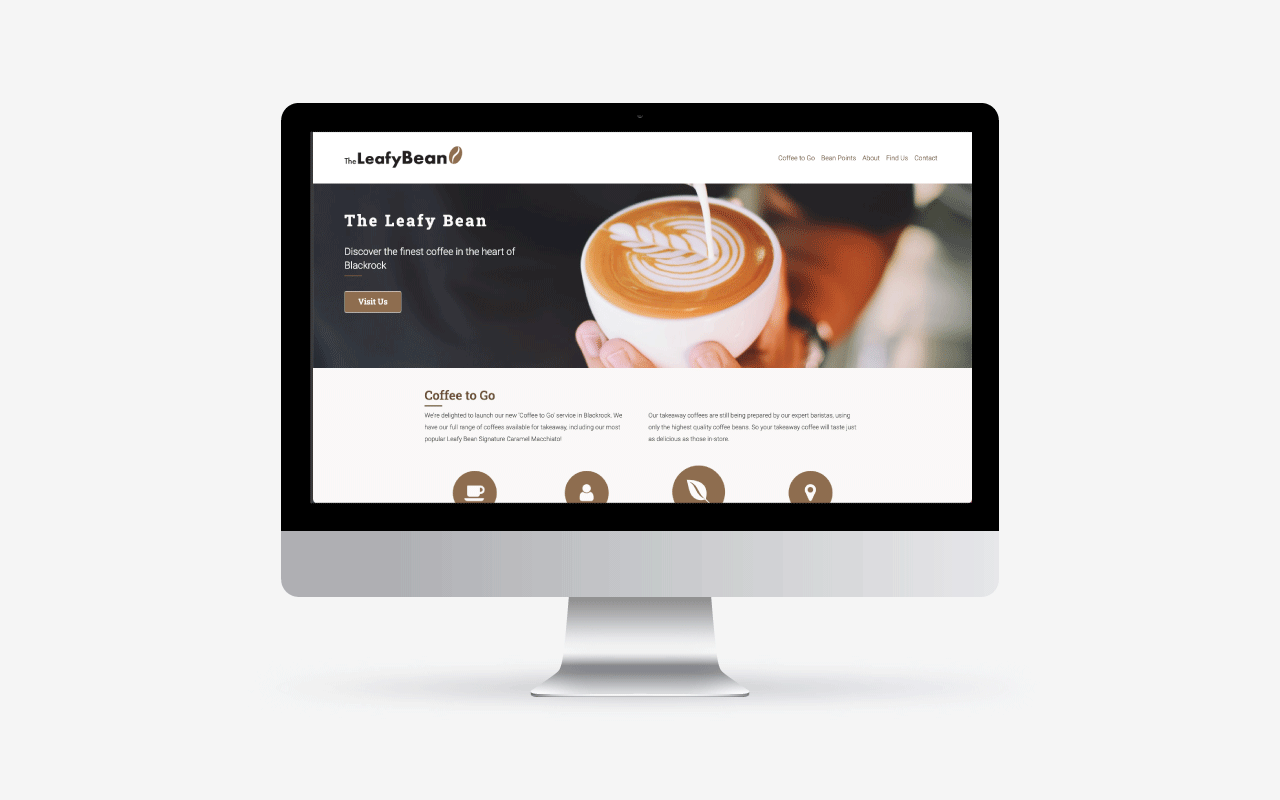 The LeafyBean
Coffee to Go Bean Points About Find Us Contact
The Leafy Bean
Discover the finest coffee in the heart of
Blackrock
Visit Us
Coffee to Go
We're delighted to launch our new 'Coffee to Go' service in Blackrock. We
have our full range of coffees available for takeaway, including our most
popular Leafy Bean Signature Caramel Macchiato!
Our takeaway coffees are still being prepared by our expert baristas, using
only the highest quality coffee beans. So your takeaway coffee will taste just
as delicious as those in-store.